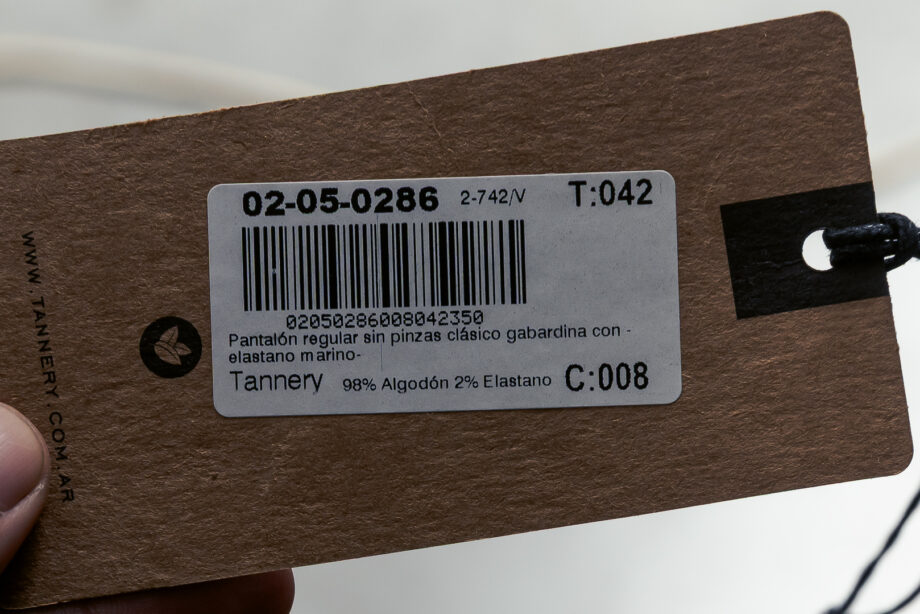 02-05-0286 2-742/V T:042
02050286008042350
Pantalón regular sin pinzas clásico gabardina con -
elastano marino-
Tannery 98% Algodón 2% Elastano C:008
WWW.TANNERY.COM.AR